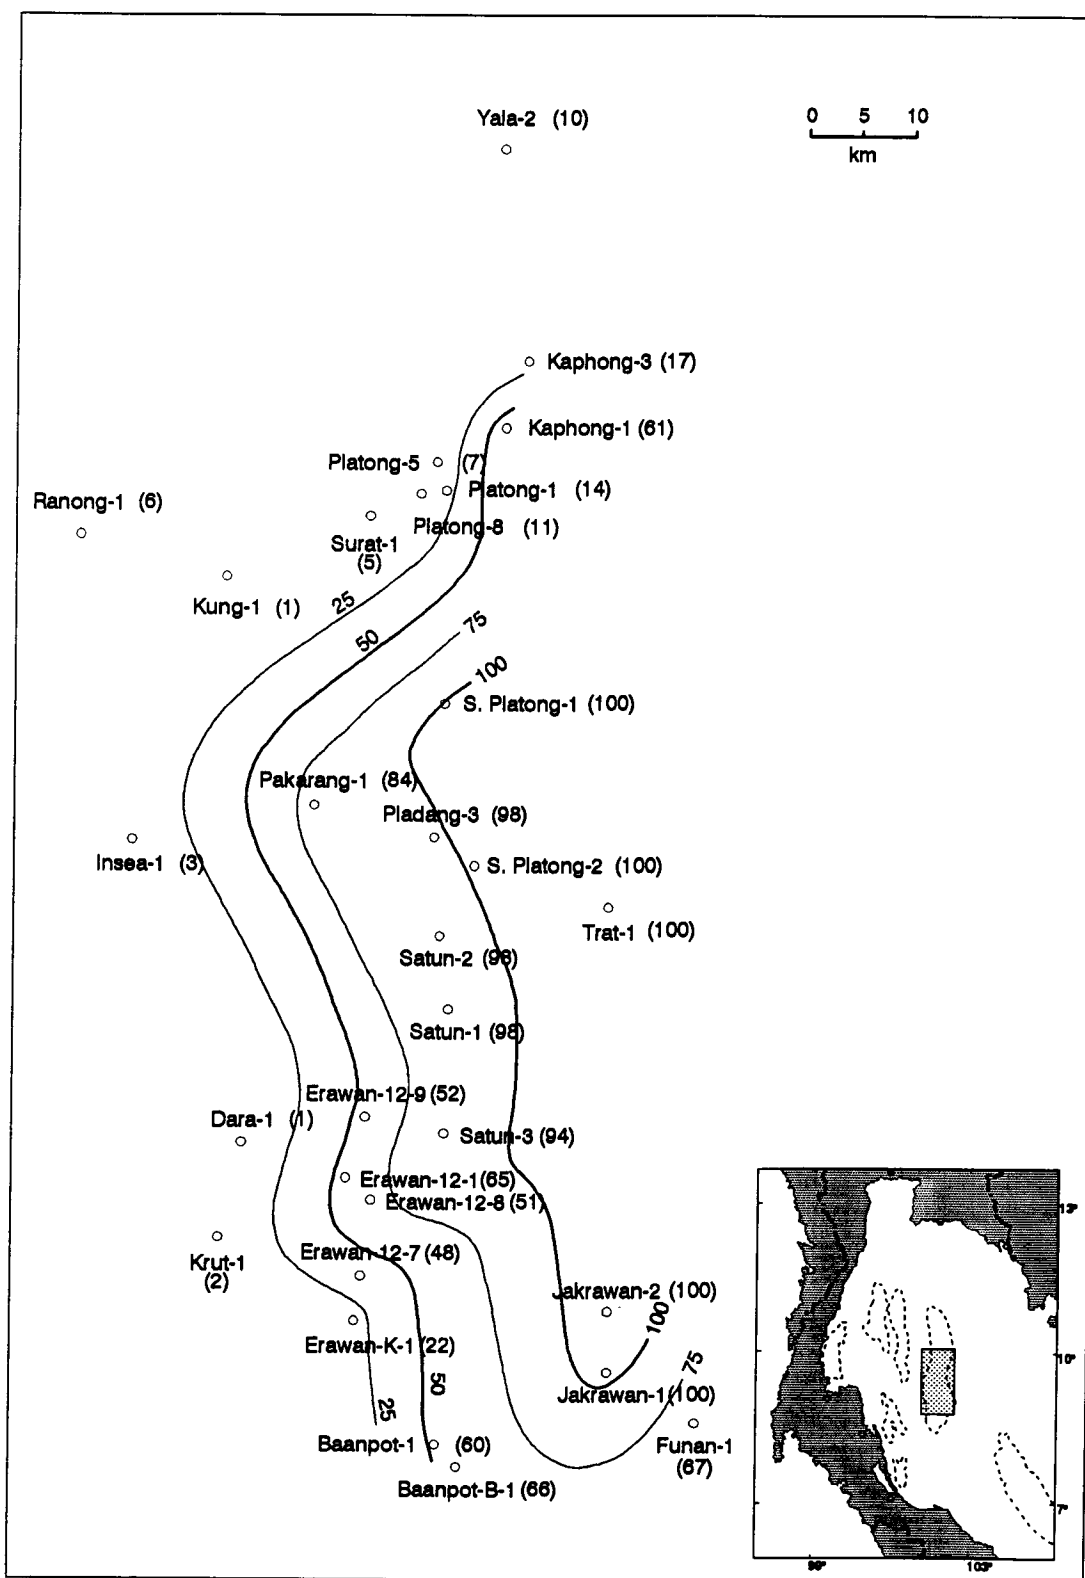 Yala-2 (10)
0 5 10
km
Kaphong-3 (17)
Kaphong-1 (61)
Platong-5 (7)
Ranong-1 (6)
Platong-1 (14)
Platong-8 (11)
Surat-1
(5)
Kung-1 (1)
25
50
75
100
S. Platong-1 (100)
Pakarang-1 (84)
Pladang-3 (98)
Insea-1 (3)
S. Platong-2 (100)
Trat-1 (100)
Satun-2 (98)
Satun-1 (98)
Erawan-12-9 (52)
Dara-1 (1)
Satun-3 (94)
Erawan-12-1 (65)
Erawan-12-8 (51)
Krut-1
(2)
Erawan-12-7 (48)
Jakrawan-2 (100)
Erawan-K-1 (22)
100
75
50
25
Jakrawan-1 (100)
Baanpot-1 (60)
Funan-1
(67)
Baanpot-B-1 (66)
13°
10°
7°
99° 103°